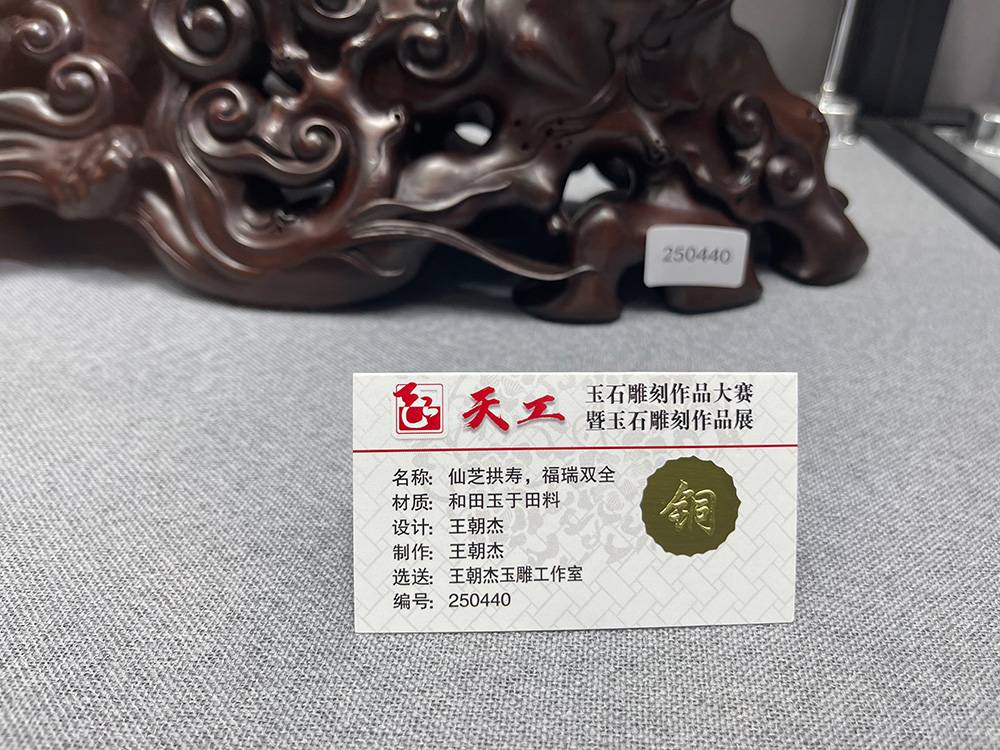 250440
天工
玉石雕刻作品大赛
暨玉石雕刻作品展
名称: 仙芝拱寿，福瑞双全
材质: 和田玉于田料
设计: 王朝杰
制作: 王朝杰
选送: 王朝杰玉雕工作室
编号: 250440
铜